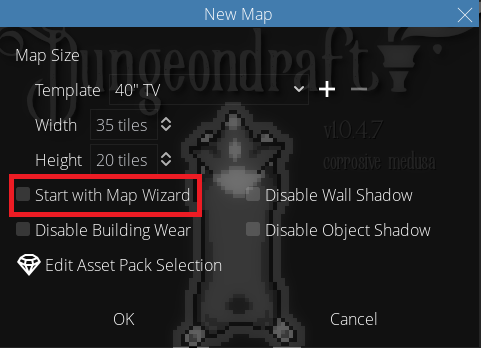 New Map
Dungeondraft
Map Size
Template 40" TV
Width 35 tiles
v1.0.4.7
Height 20 tiles
corrosive medusa
Start with Map Wizard Disable Wall Shadow
Disable Building Wear Disable Object Shadow
Edit Asset Pack Selection
OK Cancel